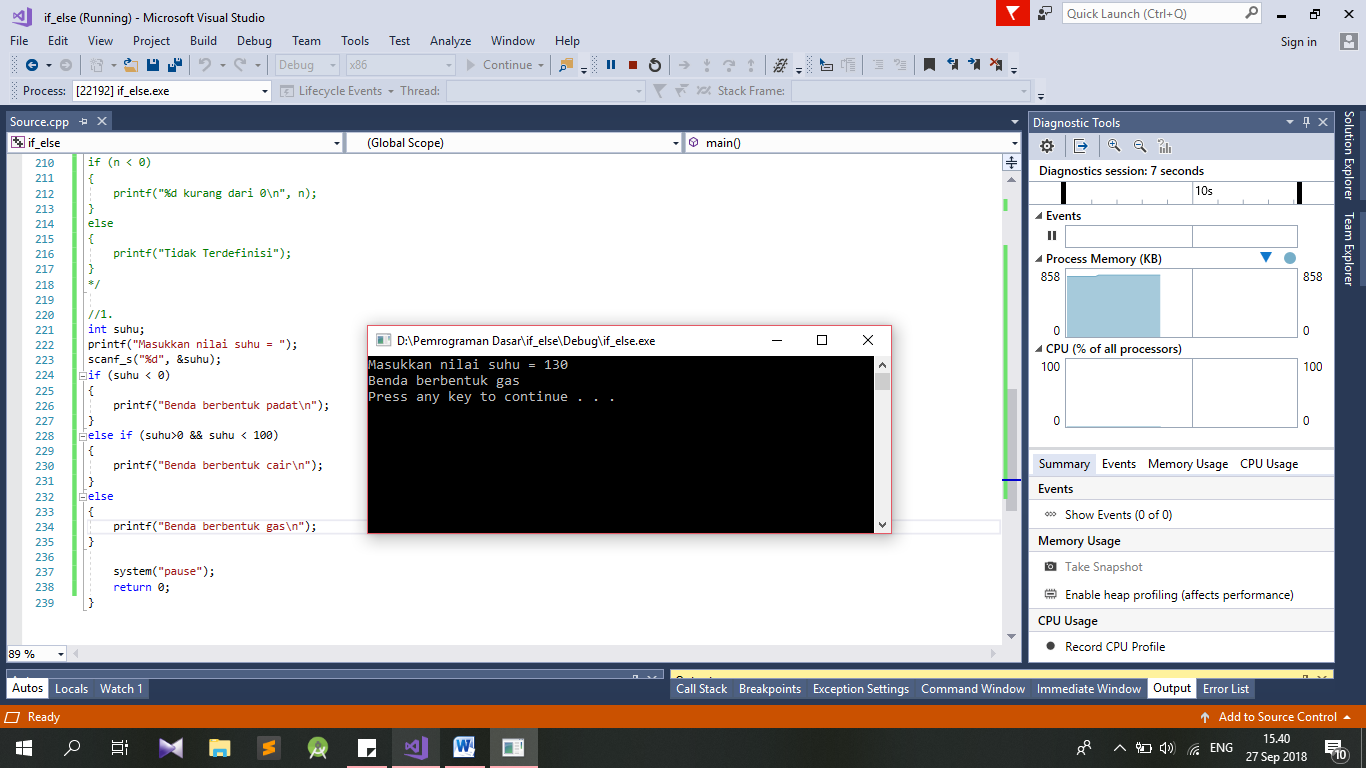 if_else (Running) - Microsoft Visual Studio
Quick Launch (Ctrl+Q)
File Edit View Project Build Debug Team Tools Test Analyze Window Help
Sign in
Debug x86 Continue
Process: [22192] if_else.exe Lifecycle Events Thread: Stack Frame:
Source.cpp
if_else (Global Scope) main()
210 if (n < 0)
211 {
212 printf("%d kurang dari 0\n", n);
213 }
214 else
215 {
216 printf("Tidak Terdefinisi");
217 }
218 */
219
220 //1.
221 int suhu;
222 printf("Masukkan nilai suhu = ");
223 scanf_s("%d", &suhu);
224 if (suhu < 0)
225 {
226 printf("Benda berbentuk padat\n");
227 }
228 else if (suhu>0 && suhu < 100)
229 {
230 printf("Benda berbentuk cair\n");
231 }
232 else
233 {
234 printf("Benda berbentuk gas\n");
235 }
236
237 system("pause");
238 return 0;
239 }
89 %
D:\Pemrograman Dasar\if_else\Debug\if_else.exe
Masukkan nilai suhu = 130
Benda berbentuk gas
Press any key to continue . . .
Diagnostic Tools
Diagnostics session: 7 seconds
10s
Events
Process Memory (KB)
858 858
0 0
CPU (% of all processors)
100 100
0 0
Summary Events Memory Usage CPU Usage
Events
Show Events (0 of 0)
Memory Usage
Take Snapshot
Enable heap profiling (affects performance)
CPU Usage
Record CPU Profile
Solution Explorer
Team Explorer
Autos Locals Watch 1
Call Stack Breakpoints Exception Settings Command Window Immediate Window Output Error List
Ready
Add to Source Control
ENG
15.40
27 Sep 2018
10